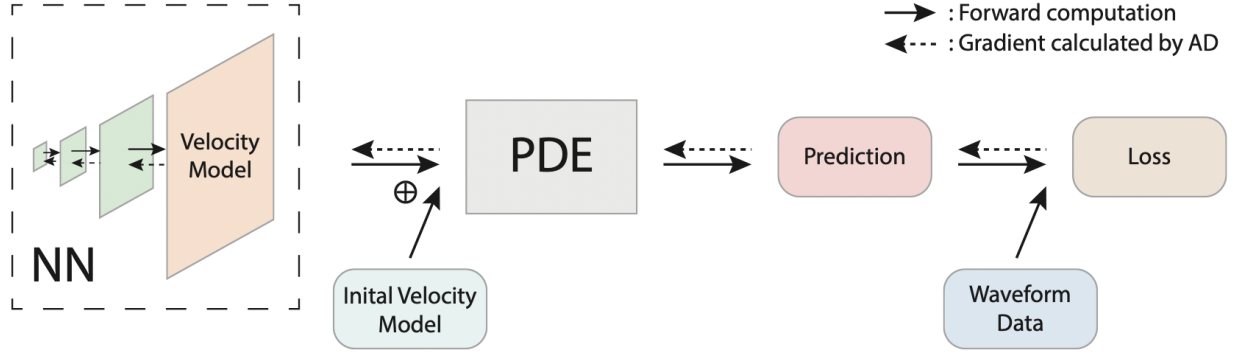 : Forward computation
: Gradient calculated by AD
Velocity
Model
NN
PDE
Prediction
Loss
⊕
Inital Velocity
Model
Waveform
Data